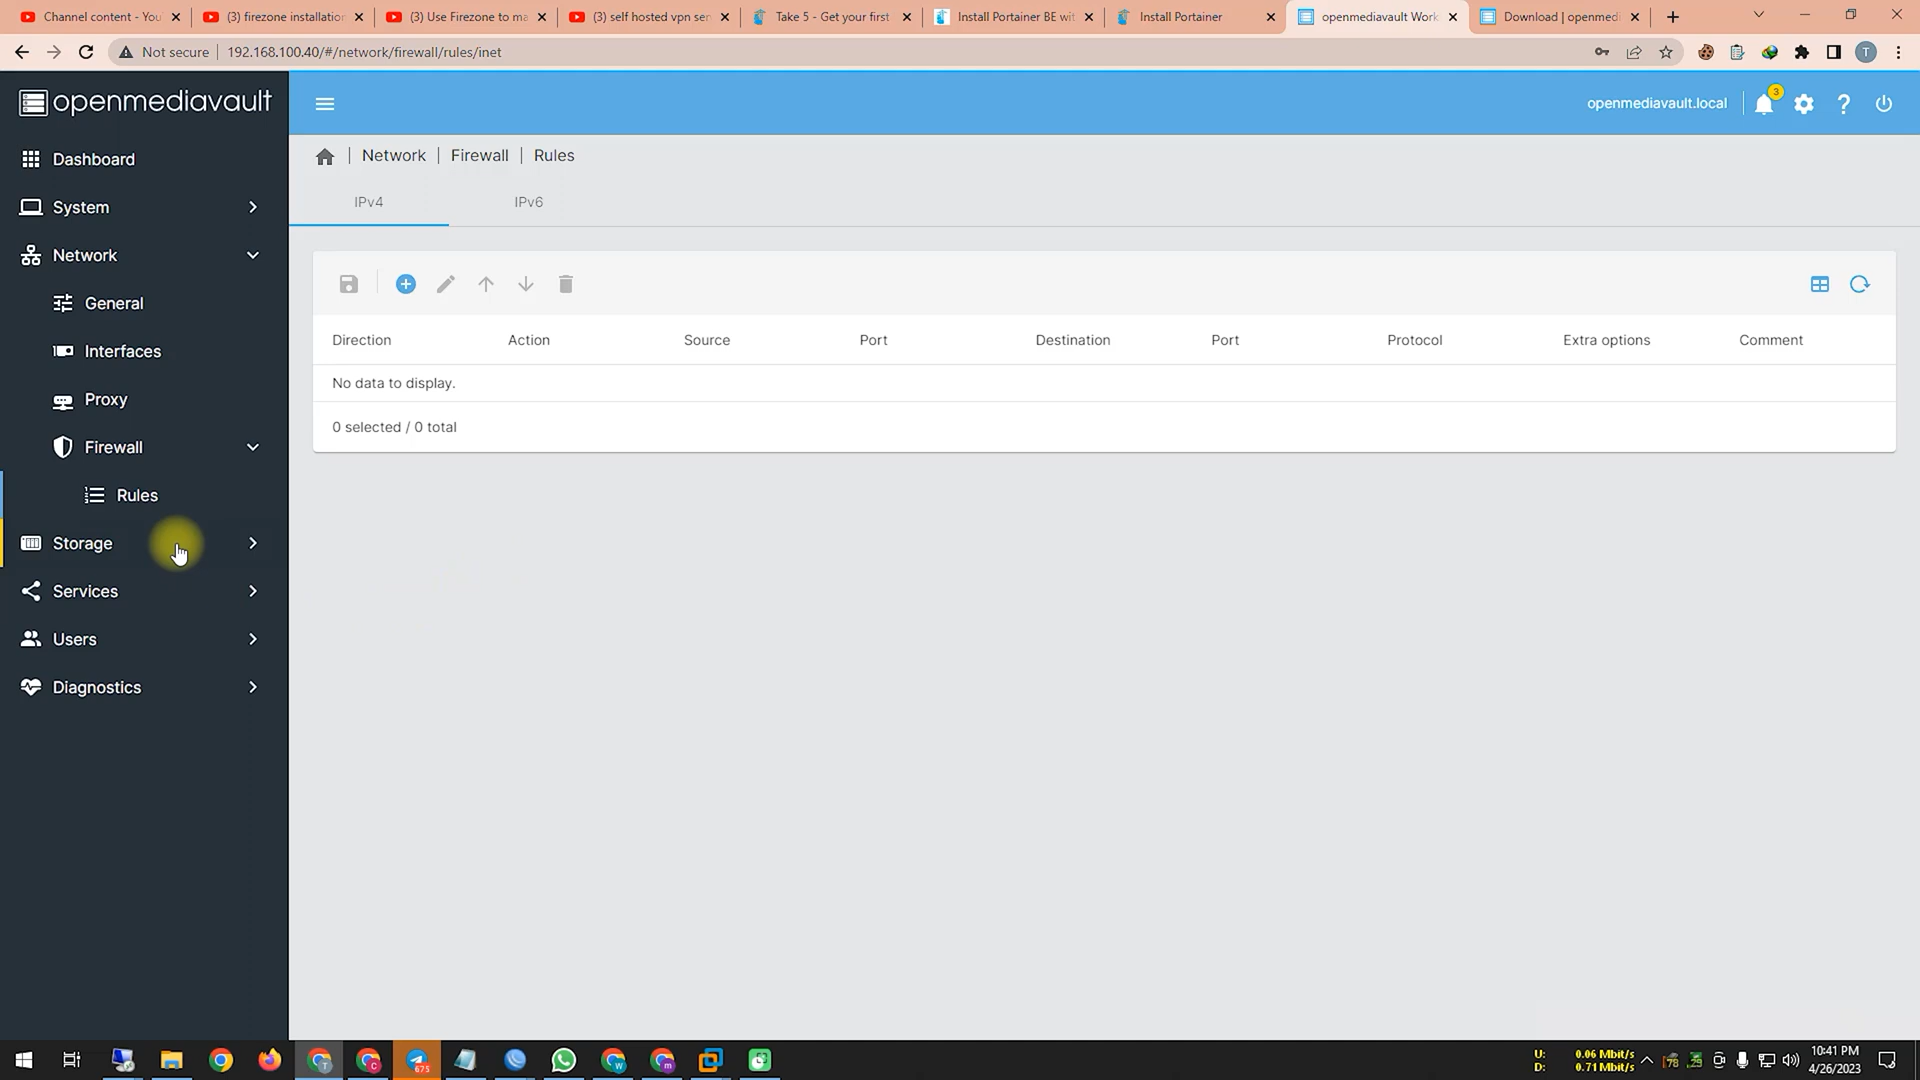 Channel content - You
(3) firezone installation
(3) Use Firezone to ma
(3) self hosted vpn ser
Take 5 - Get your first
Install Portainer BE wit
Install Portainer
openmediavault Work
Download | openmedi
Not secure
192.168.100.40/#/network/firewall/rules/inet
T
openmediavault
openmediavault.local
3
Dashboard
System
Network
General
Interfaces
Proxy
Firewall
Rules
Storage
Services
Users
Diagnostics
Network | Firewall | Rules
IPv4
IPv6
Direction Action Source Port Destination Port Protocol Extra options Comment
No data to display.
0 selected / 0 total
675
U: 0.06 Mbit/s
D: 0.71 Mbit/s
10:41 PM
4/26/2023